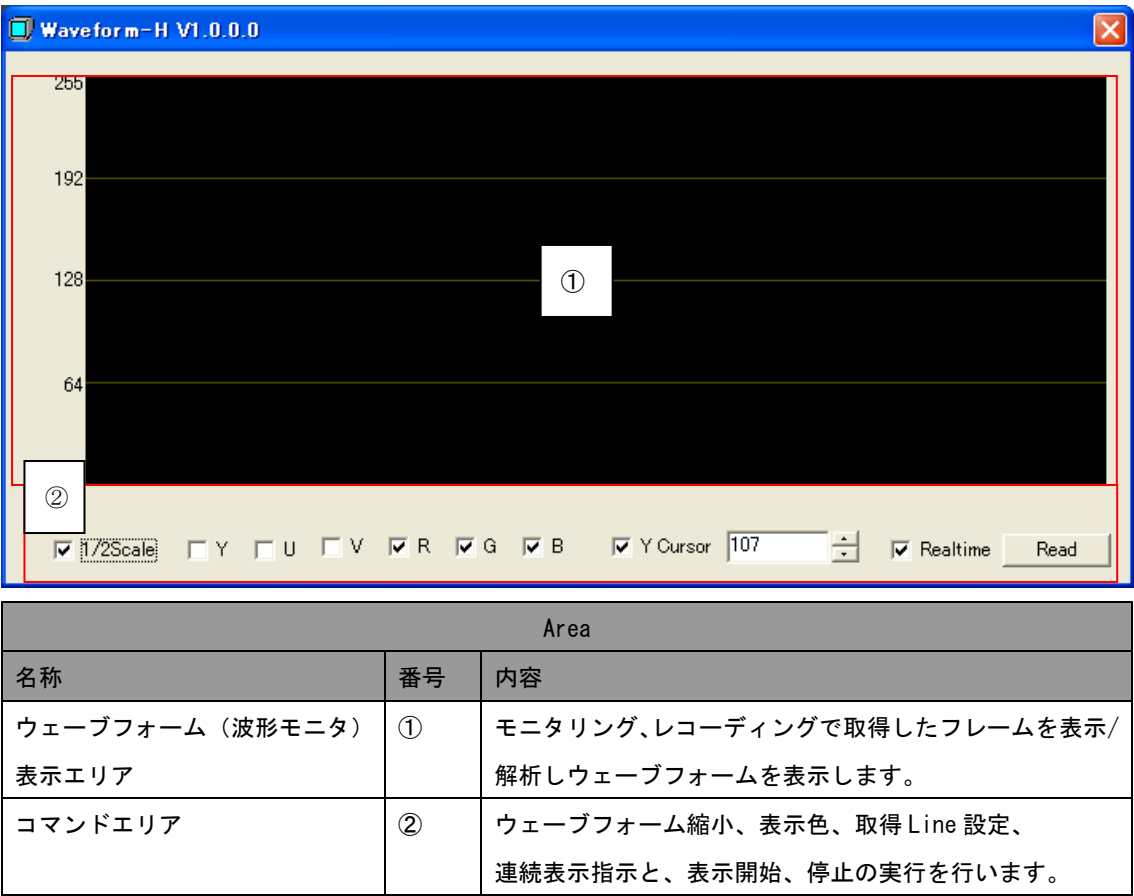 Waveform-H V1.0.0.0
255
192
①
128
64
②
1/2Scale Y U V R G B Y Cursor 107 Realtime Read
Area
名称 番号 内容
ウェーブフォーム（波形モニタ） ① モニタリング、レコーディングで取得したフレームを表示/
表示エリア 解析しウェーブフォームを表示します。
コマンドエリア ② ウェーブフォーム縮小、表示色、取得 Line 設定、
連続表示指示と、表示開始、停止の実行を行います。